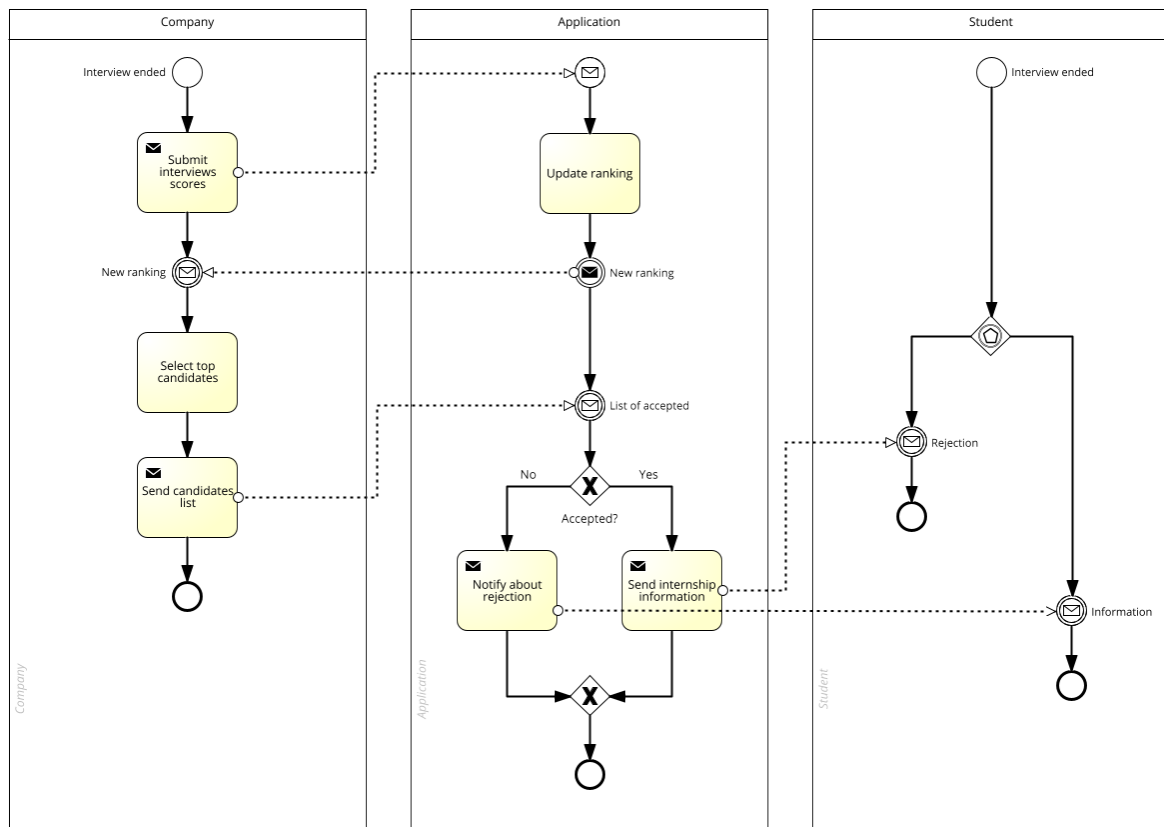 Company
Application
Student
Interview ended
Interview ended
Submit
interviews
scores
Update ranking
New ranking
New ranking
Select top
candidates
List of accepted
Rejection
No
Yes
Send candidates
list
Accepted?
Notify about
rejection
Send internship
information
Information
Company
Application
Student